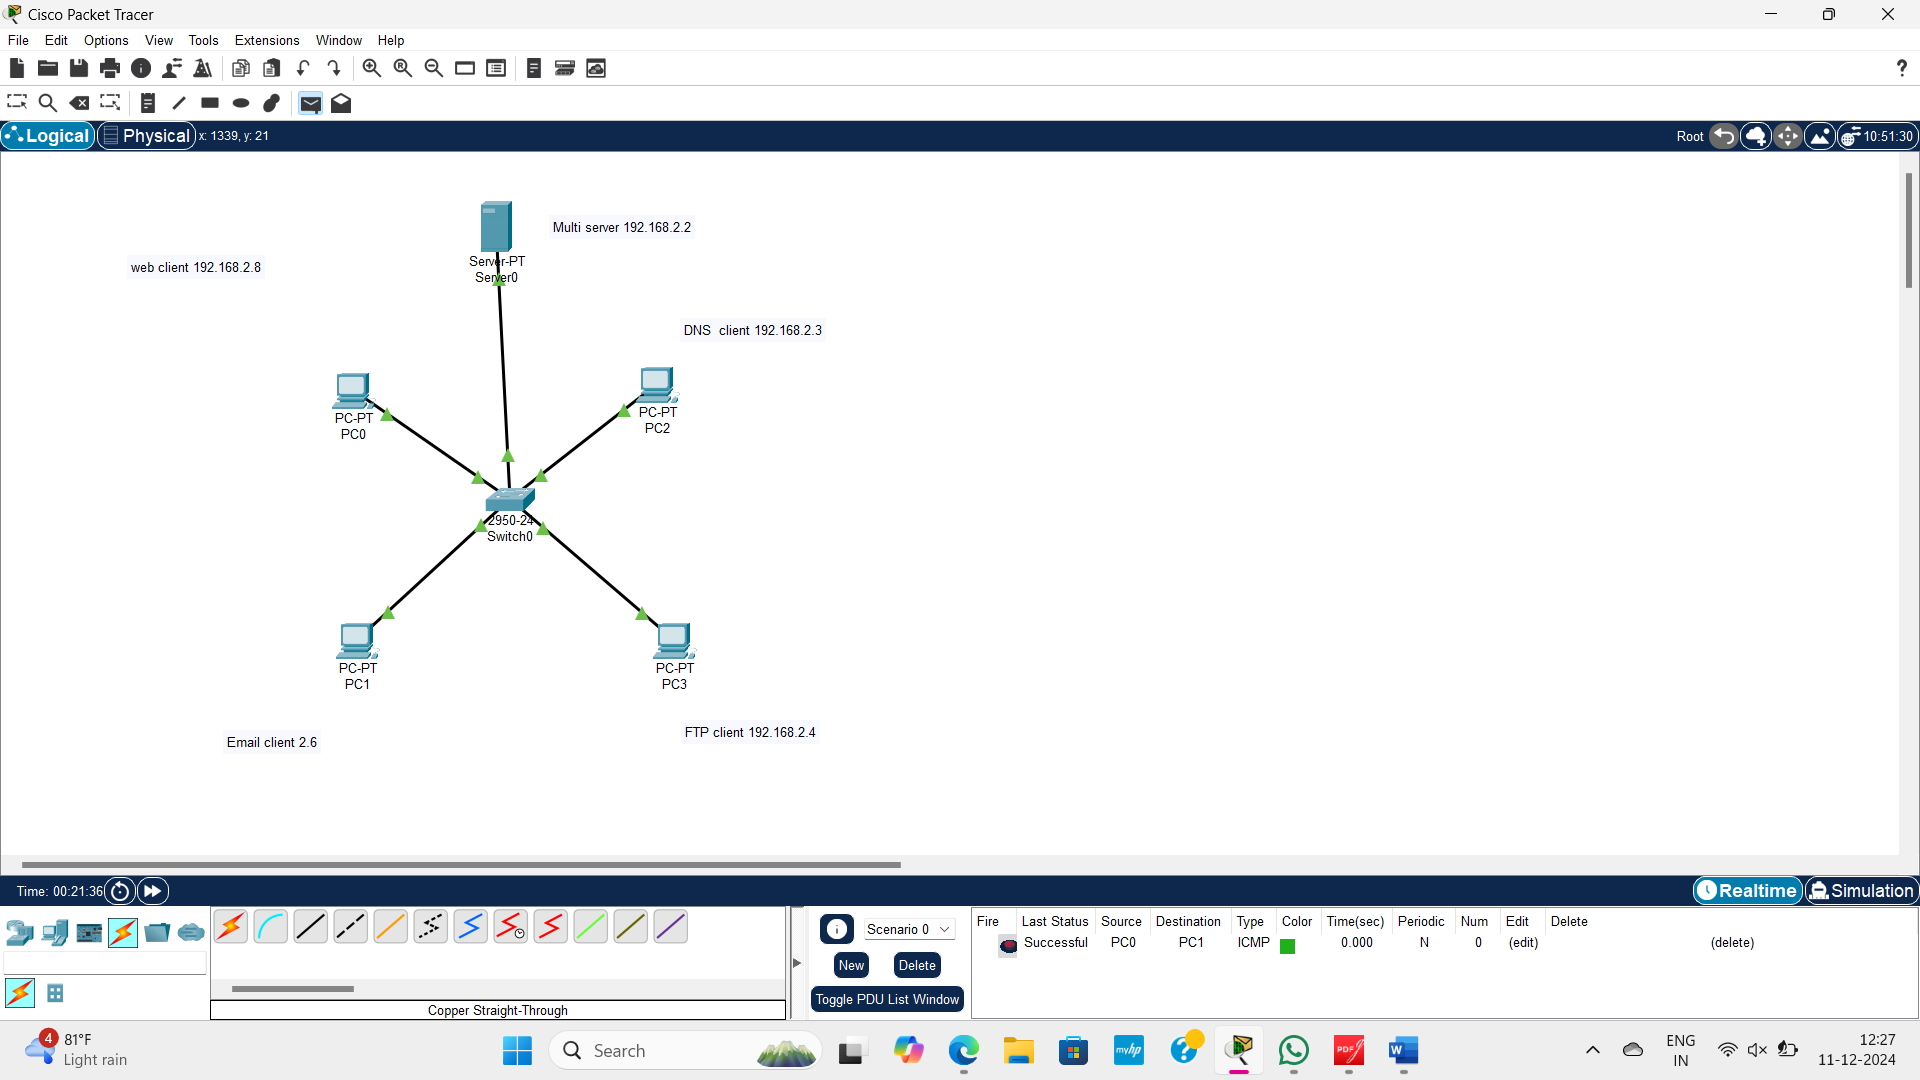 Cisco Packet Tracer
File Edit Options View Tools Extensions Window Help
?
Logical Physical x: 1339, y: 21 Root 10:51:30
Multi server 192.168.2.2
web client 192.168.2.8
Server-PT
Server0
DNS  client 192.168.2.3
PC-PT
PC0
PC-PT
PC2
2950-24
Switch0
PC-PT
PC1
PC-PT
PC3
FTP client 192.168.2.4
Email client 2.6
Time: 00:21:36 Realtime Simulation
Scenario 0
New Delete
Toggle PDU List Window
Fire Last Status Source Destination Type Color Time(sec) Periodic Num Edit Delete
Successful PC0 PC1 ICMP 0.000 N 0 (edit) (delete)
Copper Straight-Through
4
81°F
Light rain
Search
myhp
PDF
W
ENG
IN
12:27
11-12-2024